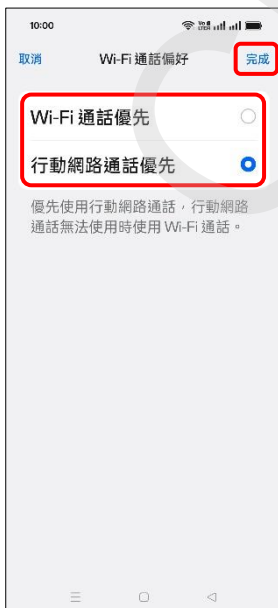 10:00
取消 Wi-Fi 通話偏好 完成
Wi-Fi 通話優先
行動網路通話優先
優先使用行動網路通話，行動網路
通話無法使用時使用 Wi-Fi 通話。